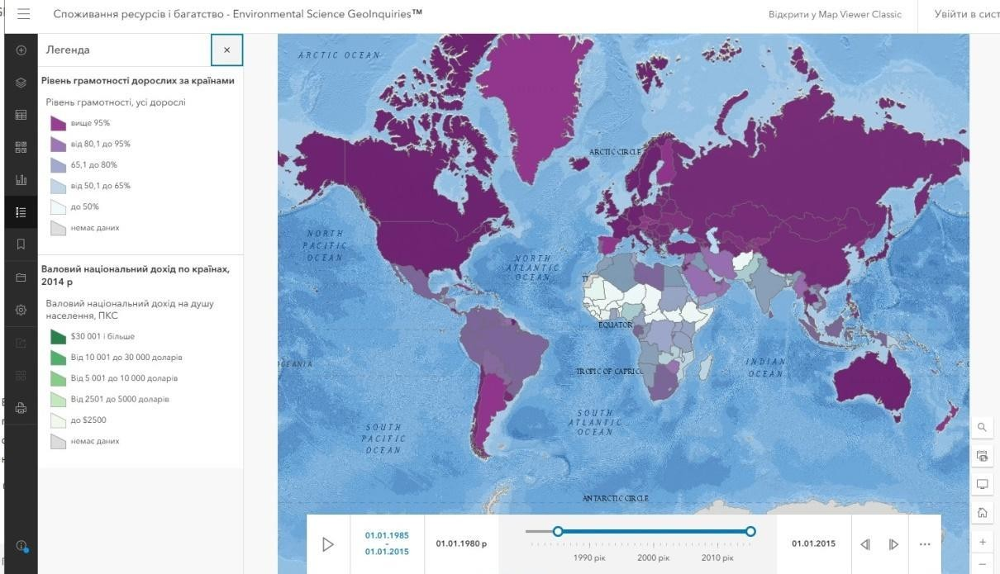 Споживання ресурсів і багатство - Environmental Science GeoInquiries™
Відкрити у Map Viewer Classic
Увійти в сист
Легенда
Рівень грамотності дорослих за країнами
Рівень грамотності, усі дорослі
вище 95%
від 80,1 до 95%
65,1 до 80%
від 50,1 до 65%
до 50%
немає даних
Валовий національний дохід по країнах,
2014 р
Валовий національний дохід на душу
населення, ПКС
$30 001 і більше
Від 10 001 до 30 000 доларів
Від 5 001 до 10 000 доларів
Від 2501 до 5000 доларів
до $2500
немає даних
ARCTIC OCEAN
ARCTIC CIRCLE
NORTH
PACIFIC
OCEAN
NORTH
ATLANTIC
OCEAN
EQUATOR
TROPIC OF CAPRIC
INDIAN
OCEAN
SOUTH
ATLANTIC
OCEAN
SOUTH
PACIFIC
OCEAN
ANTARCTIC CIRCLE
01.01.1985
-
01.01.2015
01.01.1980 р
1990 рік
2000 рік
2010 рік
01.01.2015